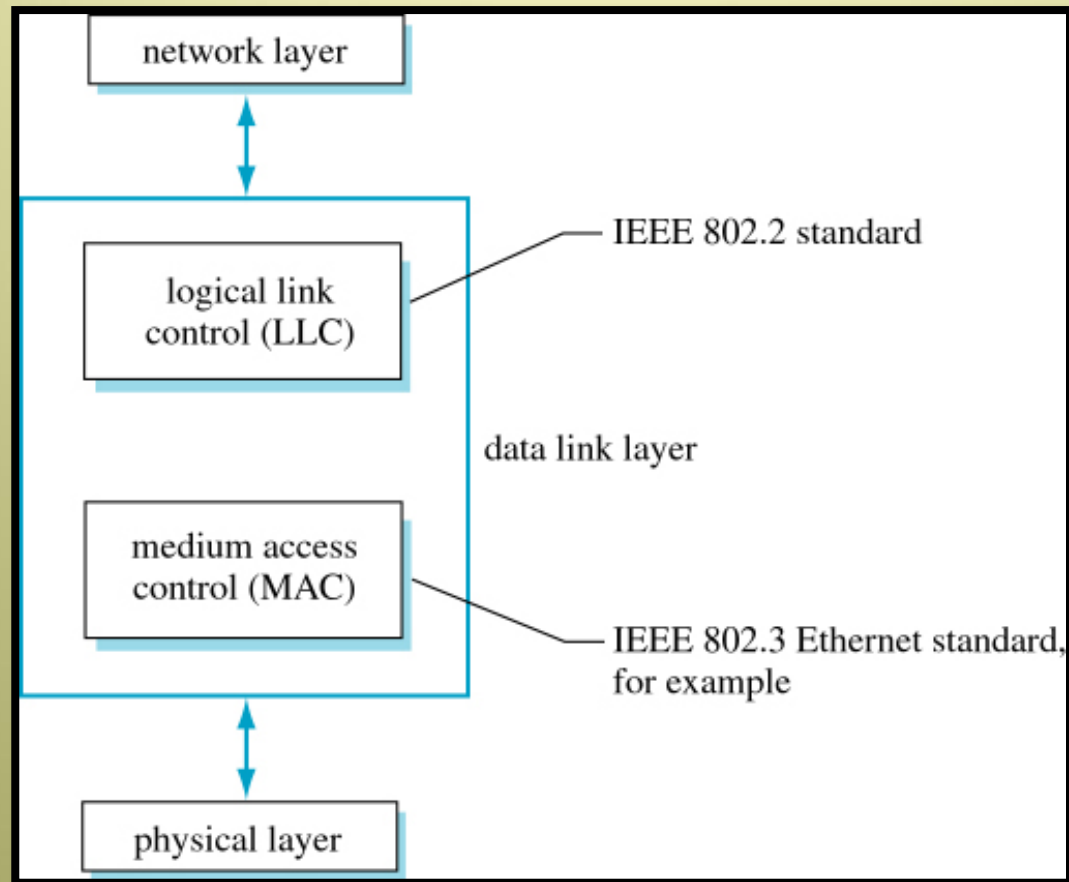 network layer
IEEE 802.2 standard
logical link
control (LLC)
data link layer
medium access
control (MAC)
IEEE 802.3 Ethernet standard,
for example
physical layer